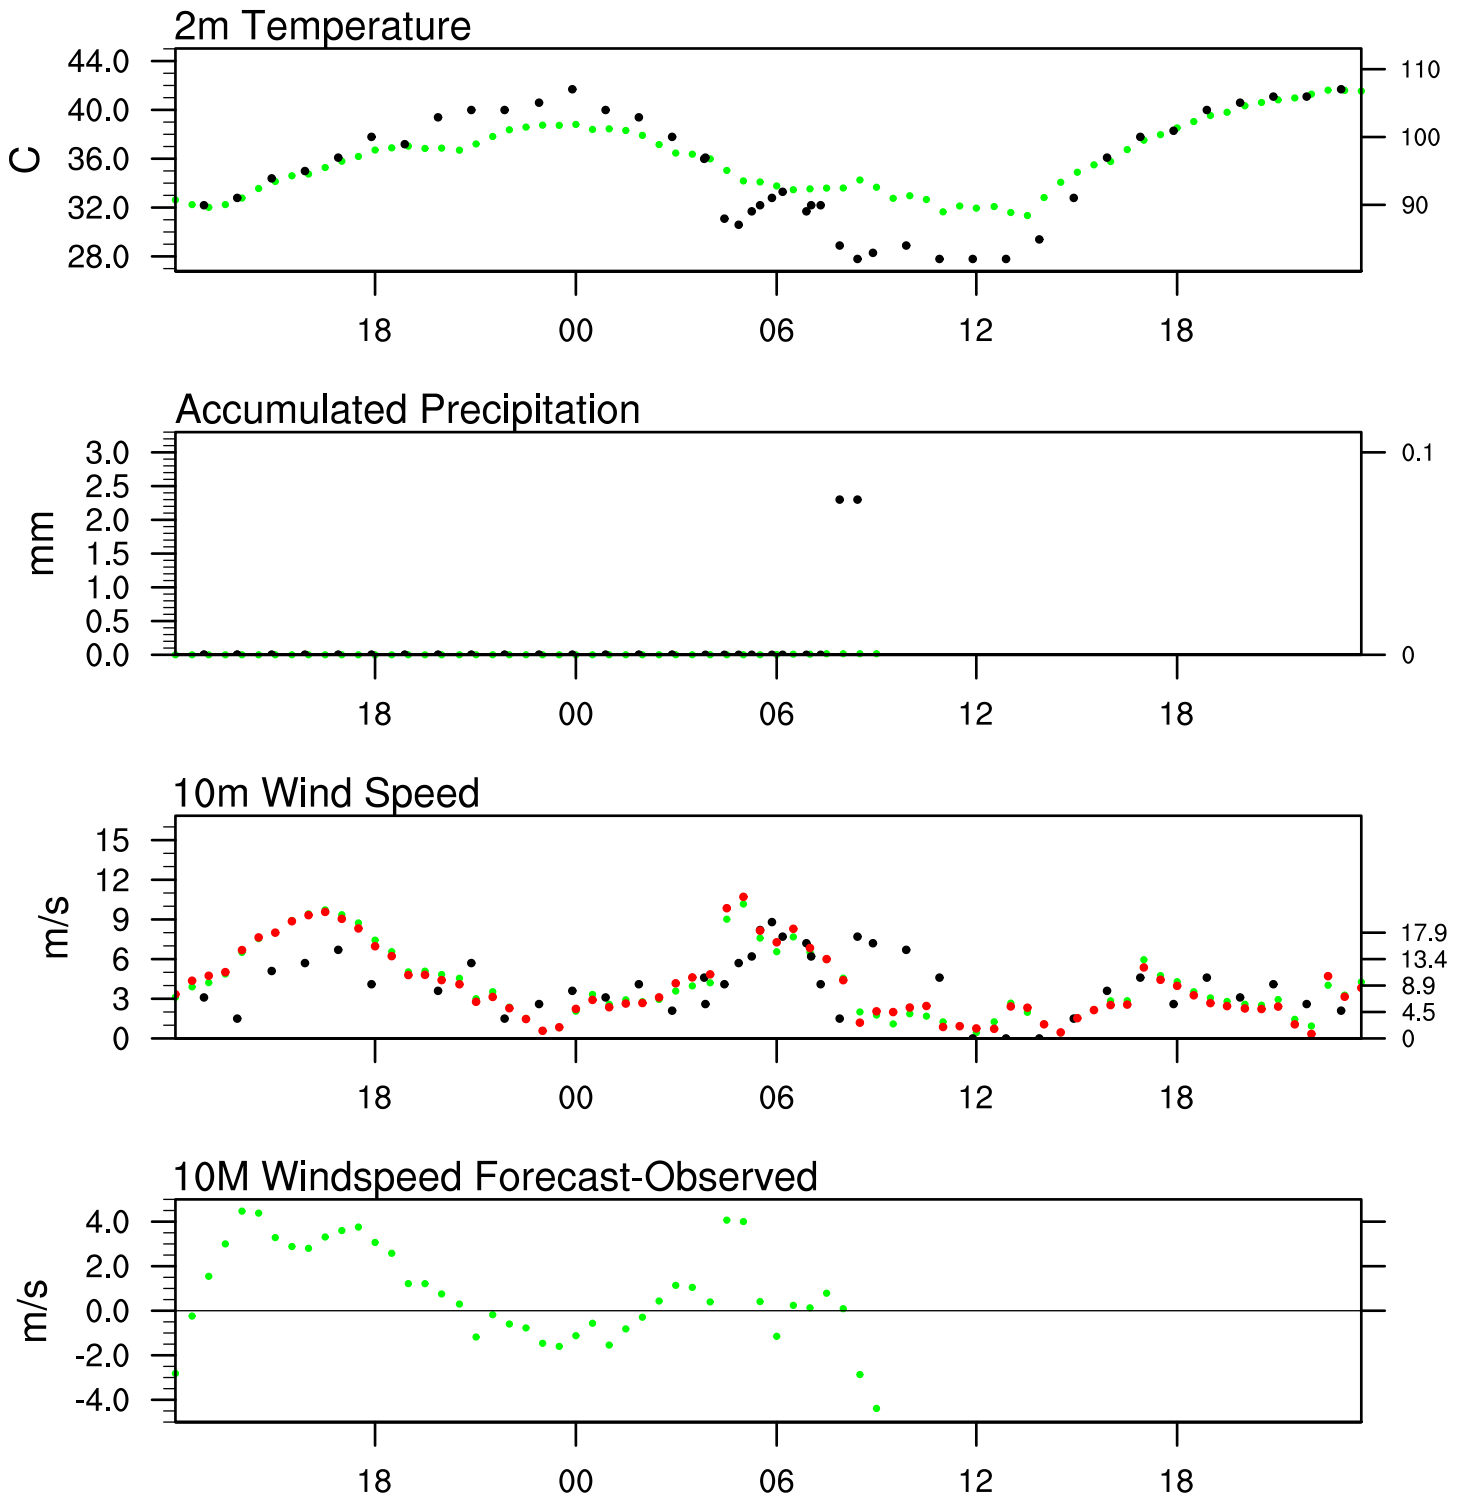 2m Temperature
44.0
40.0
36.0
32.0
28.0
C
110
100
90
18 00 06 12 18
Accumulated Precipitation
3.0
2.5
2.0
1.5
1.0
0.5
0.0
mm
0.1
0
18 00 06 12 18
10m Wind Speed
15
12
9
6
3
0
m/s
17.9
13.4
8.9
4.5
0
18 00 06 12 18
10M Windspeed Forecast-Observed
4.0
2.0
0.0
-2.0
-4.0
m/s
18 00 06 12 18